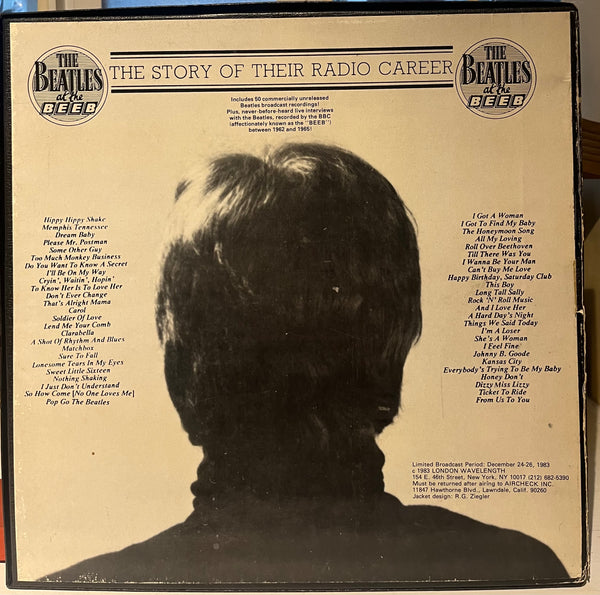 THE
BEATLES
at the
BEEB
THE STORY OF THEIR RADIO CAREER
THE
BEATLES
at the
BEEB
Includes 50 commercially unreleased
Beatles broadcast recordings!
Plus, never-before-heard live interviews
with the Beatles, recorded by the BBC
(affectionately known as the "BEEB")
between 1962 and 1965!
Hippy Hippy Shake
Memphis Tennessee
Dream Baby
Please Mr. Postman
Some Other Guy
Too Much Monkey Business
Do You Want To Know A Secret
I'll Be On My Way
Cryin', Waitin', Hopin'
To Know Her Is To Love Her
Don't Ever Change
That's Alright Mama
Carol
Soldier Of Love
Lend Me Your Comb
Clarabella
A Shot Of Rhythm And Blues
Matchbox
Sure To Fall
Lonesome Tears In My Eyes
Sweet Little Sixteen
Nothing Shaking
I Just Don't Understand
So How Come [No One Loves Me]
Pop Go The Beatles
I Got A Woman
I Got To Find My Baby
The Honeymoon Song
All My Loving
Roll Over Beethoven
Till There Was You
I Wanna Be Your Man
Can't Buy Me Love
Happy Birthday, Saturday Club
This Boy
Long Tall Sally
Rock 'N' Roll Music
And I Love Her
A Hard Day's Night
Things We Said Today
I'm A Loser
She's A Woman
I Feel Fine
Johnny B. Goode
Kansas City
Everybody's Trying To Be My Baby
Honey Don't
Dizzy Miss Lizzy
Ticket To Ride
From Us To You
Limited Broadcast Period: December 24-26, 1983
c 1983 LONDON WAVELENGTH
154 E. 46th Street, New York, NY 10017 (212) 682-5390
Must be returned after airing to AIRCHECK INC.
11847 Hawthorne Blvd., Lawndale, Calif. 90260
Jacket design: R.G. Ziegler